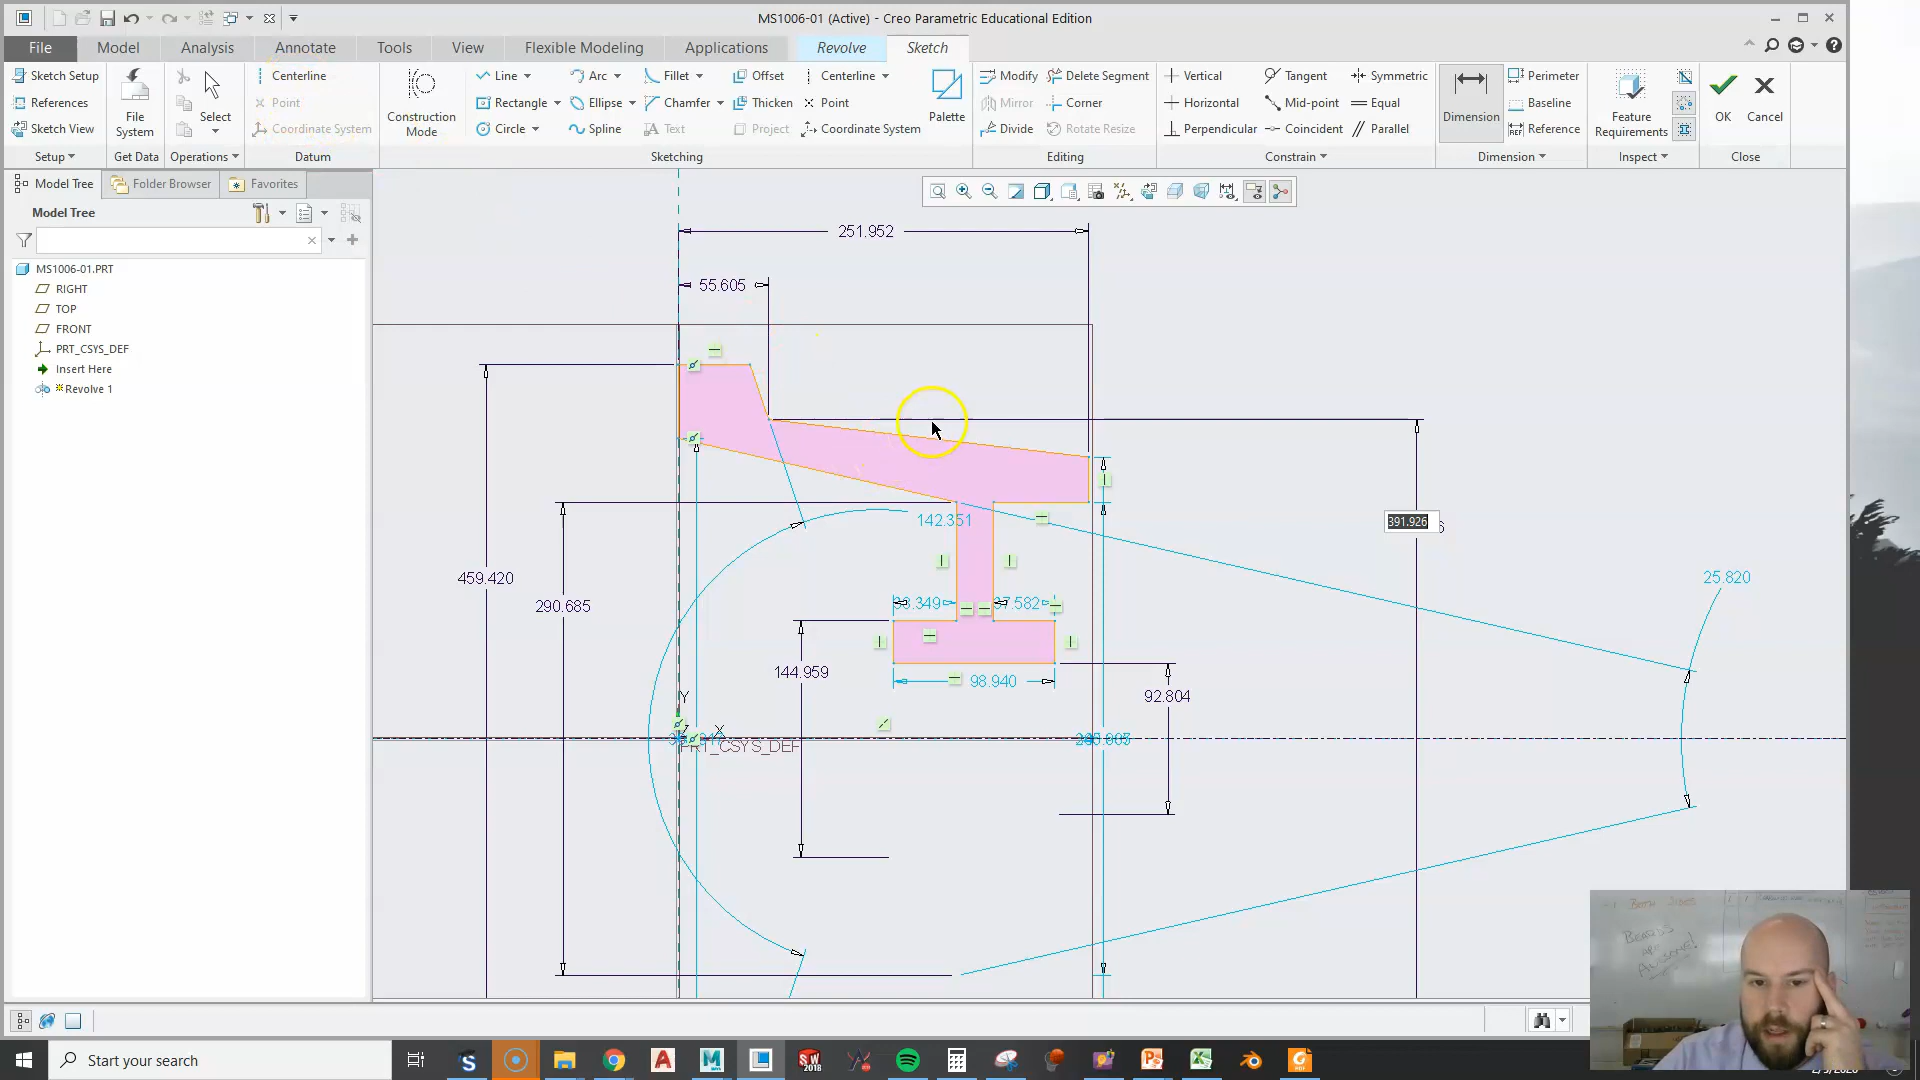 MS1006-01 (Active) - Creo Parametric Educational Edition
File Model Analysis Annotate Tools View Flexible Modeling Applications Revolve Sketch
Sketch Setup
References
Sketch View
Setup
File System
Get Data
Select
Operations
Centerline
Point
Coordinate System
Datum
Construction Mode
Line Arc Fillet Offset Centerline
Rectangle Ellipse Chamfer Thicken Point
Circle Spline Text Project Coordinate System
Palette
Sketching
Modify Delete Segment
Mirror Corner
Divide Rotate Resize
Editing
Vertical Tangent Symmetric
Horizontal Mid-point Equal
Perpendicular Coincident Parallel
Constrain
Dimension
Perimeter
Baseline
Reference
Dimension
Feature Requirements
Inspect
OK Cancel
Close
Model Tree Folder Browser Favorites
Model Tree
MS1006-01.PRT
RIGHT
TOP
FRONT
PRT_CSYS_DEF
Insert Here
Revolve 1
251.952
55.605
142.351
391.926
459.420
25.820
290.685
37.582
144.959
98.940
92.804
Y
X
PRT_CSYS_DEF
BEARDS
ARE
AWESOME!
Start your search